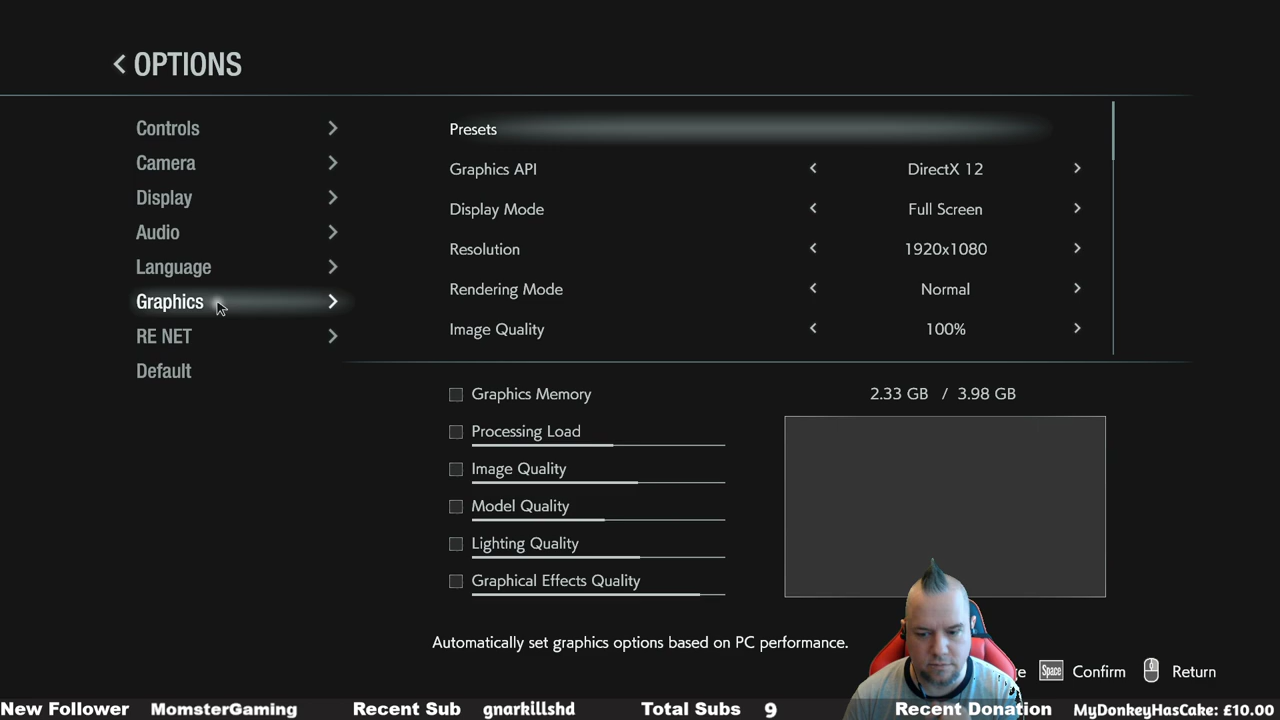 < OPTIONS
Controls >
Camera >
Display >
Audio >
Language >
Graphics >
RE NET >
Default
Presets
Graphics API < DirectX 12 >
Display Mode < Full Screen >
Resolution < 1920x1080 >
Rendering Mode < Normal >
Image Quality < 100% >
Graphics Memory 2.33 GB / 3.98 GB
Processing Load
Image Quality
Model Quality
Lighting Quality
Graphical Effects Quality
Automatically set graphics options based on PC performance.
Space Confirm Return
New Follower MomsterGaming Recent Sub gnarkillshd Total Subs 9 Recent Donation MyDonkeyHasCake: £10.00